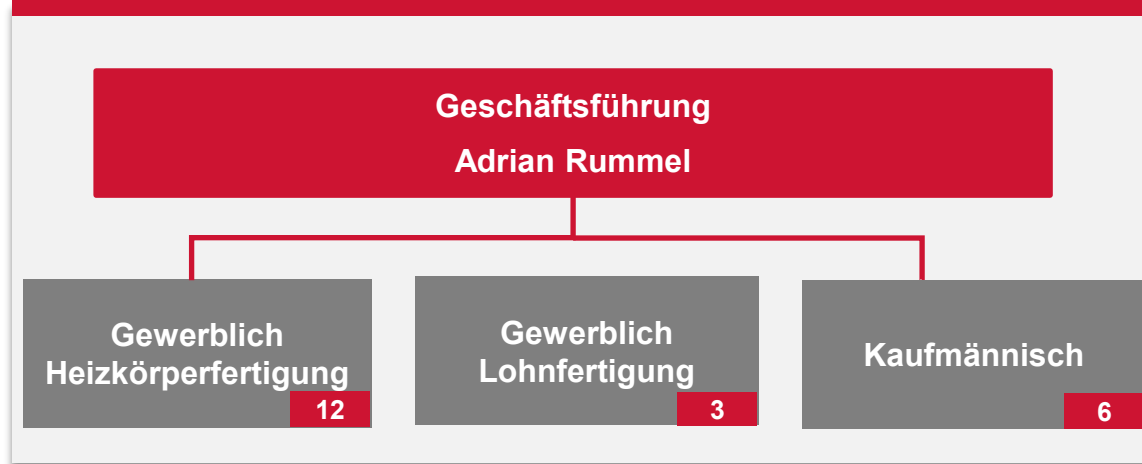 Geschäftsführung
Adrian Rummel
Gewerblich
Heizkörperfertigung
12
Gewerblich
Lohnfertigung
3
Kaufmännisch
6